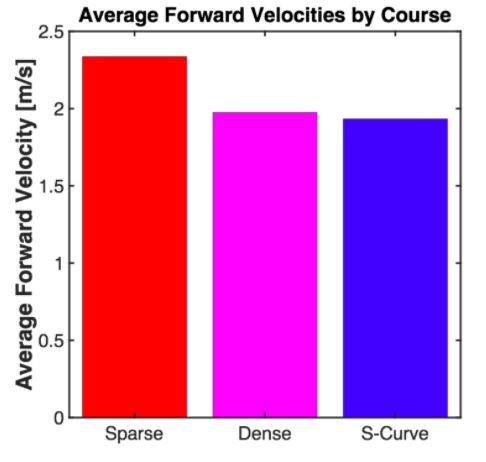 Average Forward Velocities by Course
Average Forward Velocity [m/s]
2.5
2
1.5
1
0.5
0
Sparse Dense S-Curve